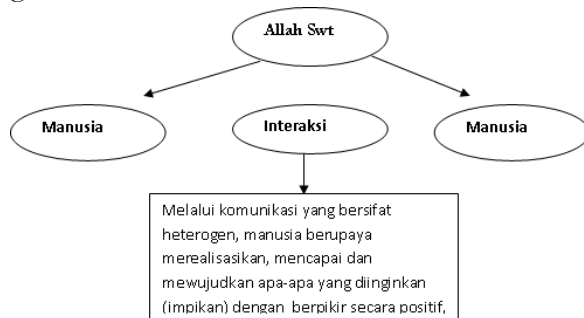 Allah Swt
Manusia
Interaksi
Manusia
Melalui komunikasi yang bersifat
heterogen, manusia berupaya
merealisasikan, mencapai dan
mewujudkan apa-apa yang diinginkan
(impikan) dengan berpikir secara positif,